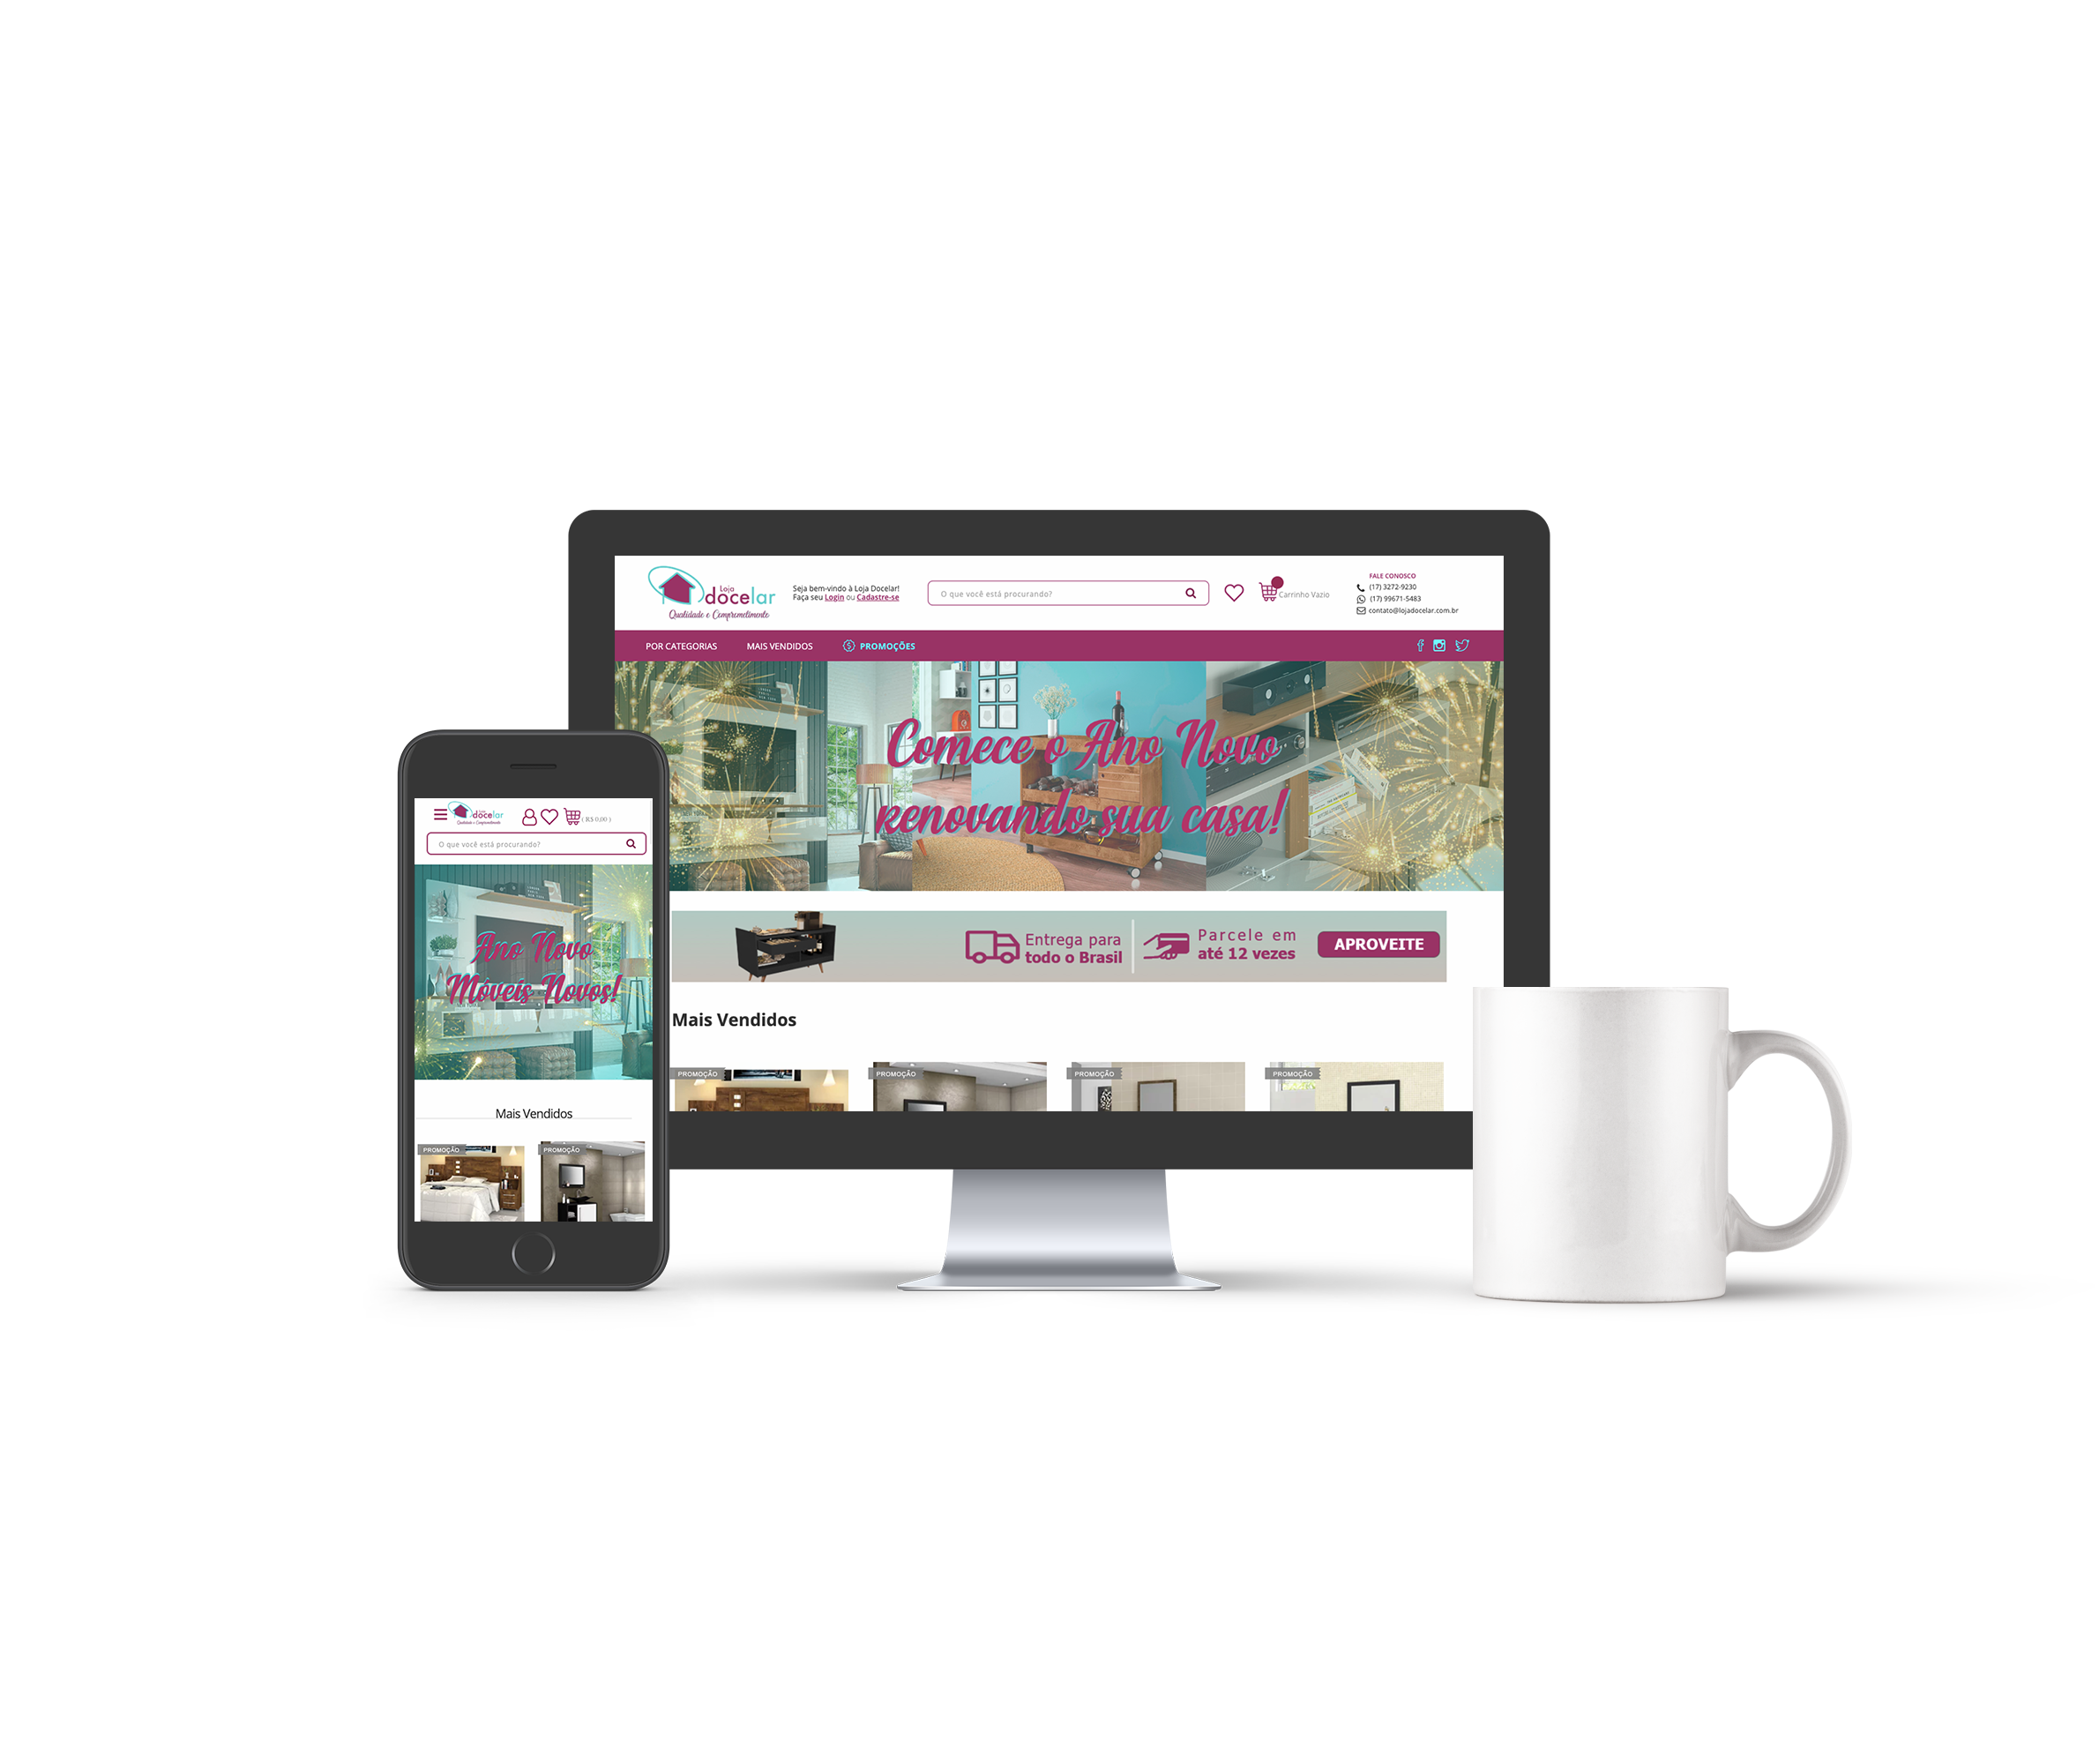 Loja
docelar
Qualidade e Comprometimento
Seja bem-vindo à Loja Docelar!
Faça seu Login ou Cadastre-se
O que você está procurando?
Carrinho Vazio
FALE CONOSCO
(17) 3272-9230
(17) 99671-5483
contato@lojadocelar.com.br
POR CATEGORIAS
MAIS VENDIDOS
PROMOÇÕES
Comece o Ano Novo
renovando sua casa!
Entrega para
todo o Brasil
Parcele em
até 12 vezes
APROVEITE
Mais Vendidos
PROMOÇÃO
PROMOÇÃO
PROMOÇÃO
PROMOÇÃO
Loja
docelar
Qualidade e Comprometimento
( R$ 0,00 )
O que você está procurando?
Ano Novo
Móveis Novos!
Mais Vendidos
PROMOÇÃO
PROMOÇÃO